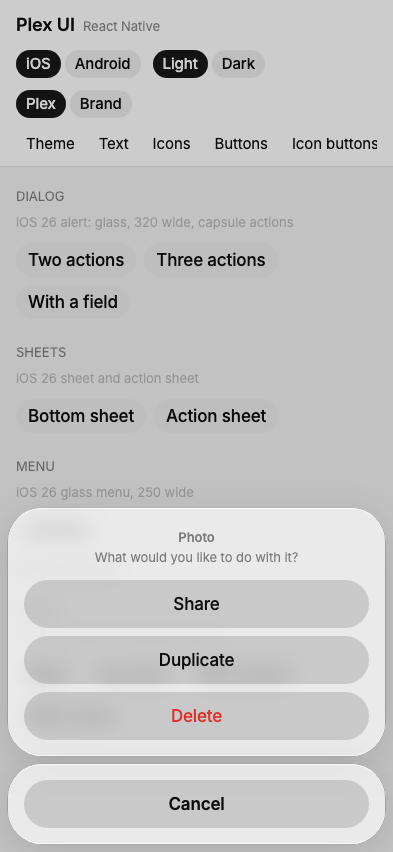 Plex UI React Native
iOS Android Light Dark
Plex Brand
Theme Text Icons Buttons Icon buttons
DIALOG
iOS 26 alert: glass, 320 wide, capsule actions
Two actions Three actions
With a field
SHEETS
iOS 26 sheet and action sheet
Bottom sheet Action sheet
MENU
iOS 26 glass menu, 250 wide
Photo
What would you like to do with it?
Share
Duplicate
Delete
Cancel